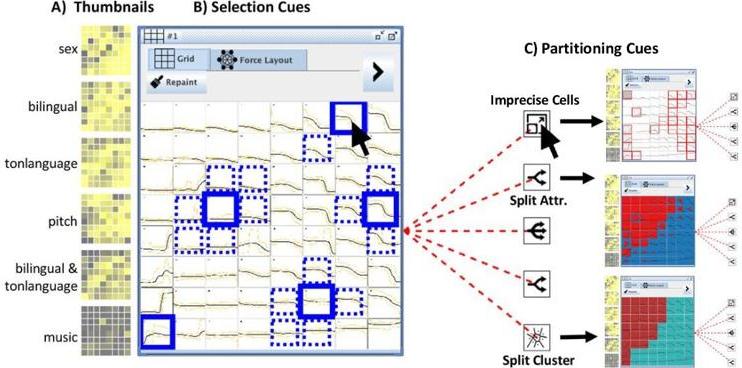 A) Thumbnails
B) Selection Cues
C) Partitioning Cues
sex
bilingual
tonlanguage
pitch
bilingual &
tonlanguage
music
#1
Grid
Force Layout
Repaint
Imprecise Cells
Split Attr.
Split Cluster